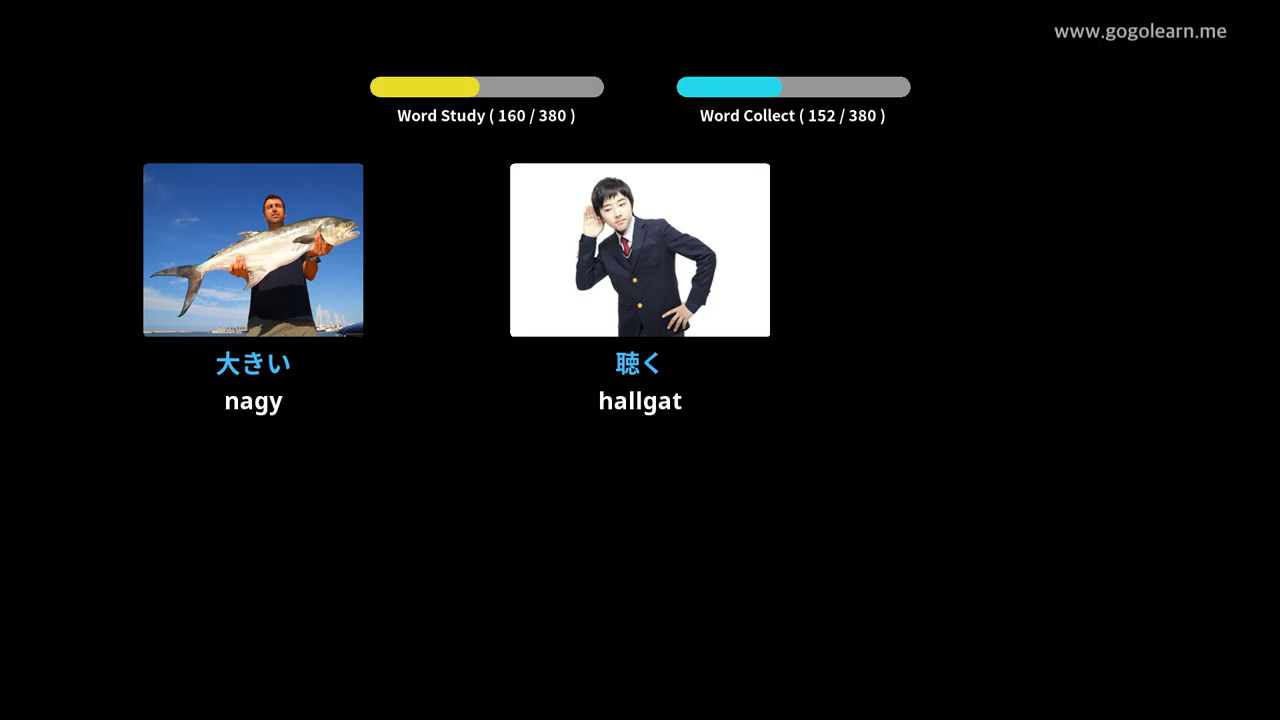 www.gogolearn.me
Word Study ( 160 / 380 )
Word Collect ( 152 / 380 )
大きい
nagy
聴く
hallgat